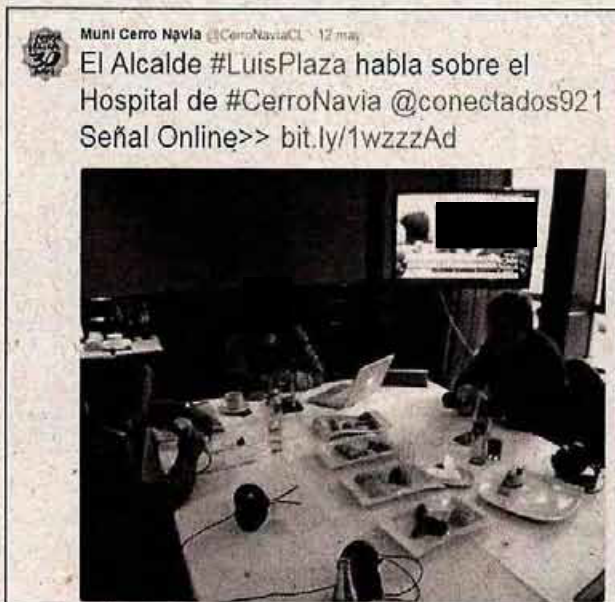 Muni Cerro Navia @CerroNaviaCL · 12 may
El Alcalde #LuisPlaza habla sobre el
Hospital de #CerroNavia @conectados921
Señal Online>> bit.ly/1wzzzAd
30